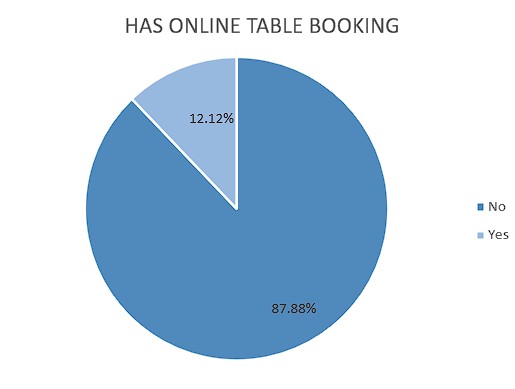 HAS ONLINE TABLE BOOKING
12.12%
87.88%
No
Yes